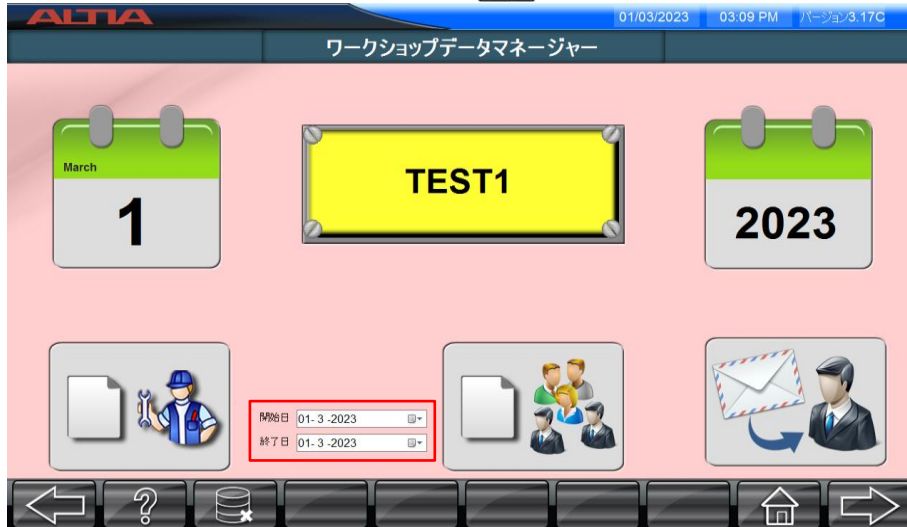 ALTIA
01/03/2023 03:09 PM バージョン3.17C
ワークショップデータマネージャー
March
1
TEST1
2023
開始日 01- 3 -2023
終了日 01- 3 -2023
?